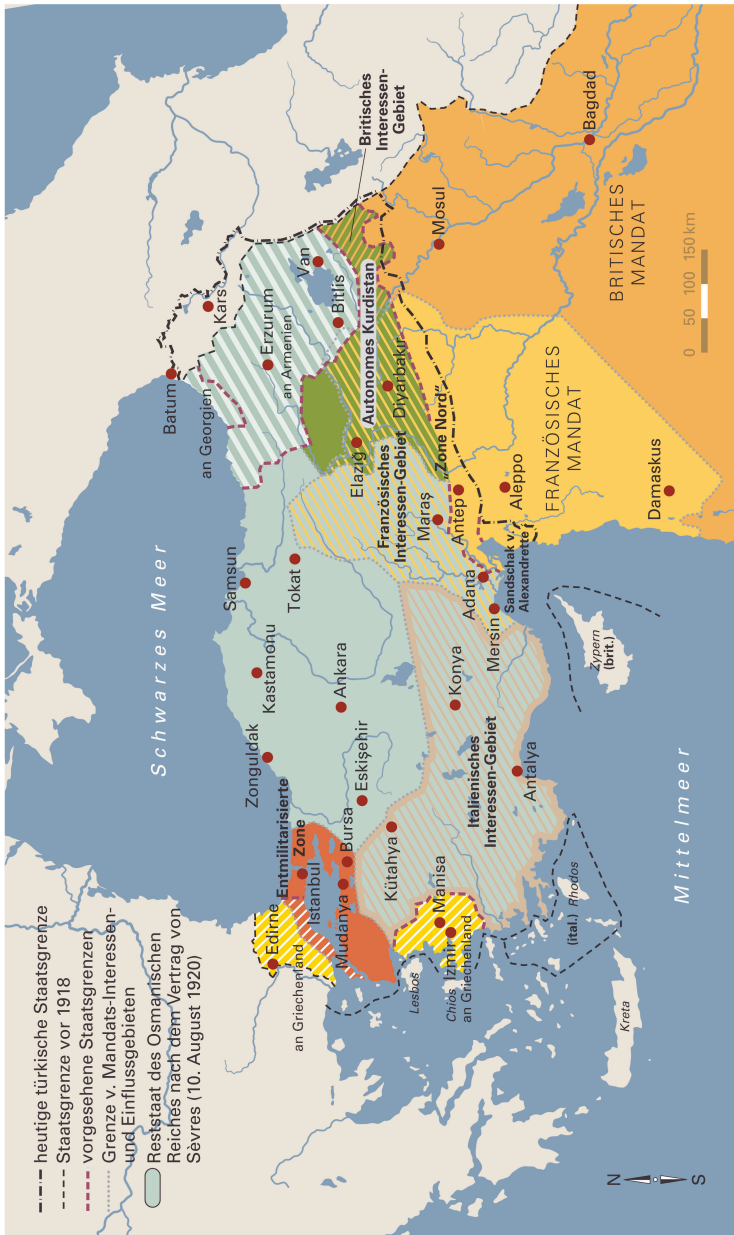 heutige türkische Staatsgrenze
Staatsgrenze vor 1918
vorgesehene Staatsgrenzen
Grenze v. Mandats-Interessen-
und Einflussgebieten
Reststaat des Osmanischen
Reiches nach dem Vertrag von
Sèvres (10. August 1920)
Schwarzes Meer
Edirne
an Griechenland
Entmilitarisierte
Zone
Istanbul
Mudanya
Bursa
Zonguldak
Kastamonu
Samsun
Tokat
Ankara
Eskişehir
Kütahya
Batum
an Georgien
Kars
Erzurum
an Armenien
Van
Bitlis
Britisches
Interessen-
Gebiet
Autonomes Kurdistan
Elazığ
Diyarbakır
Französisches
Interessen-Gebiet
„Zone Nord“
Maraş
Antep
Adana
Mersin
Sandschak v.
Alexandrette
Konya
Italienisches
Interessen-Gebiet
Antalya
Manisa
Izmir
an Griechenland
Lesbos
Chios
Rhodos
(ital.)
Kreta
Zypern
(brit.)
Mittelmeer
Aleppo
FRANZÖSISCHES
MANDAT
Damaskus
Mosul
Bagdad
BRITISCHES
MANDAT
0 50 100 150 km
N
S